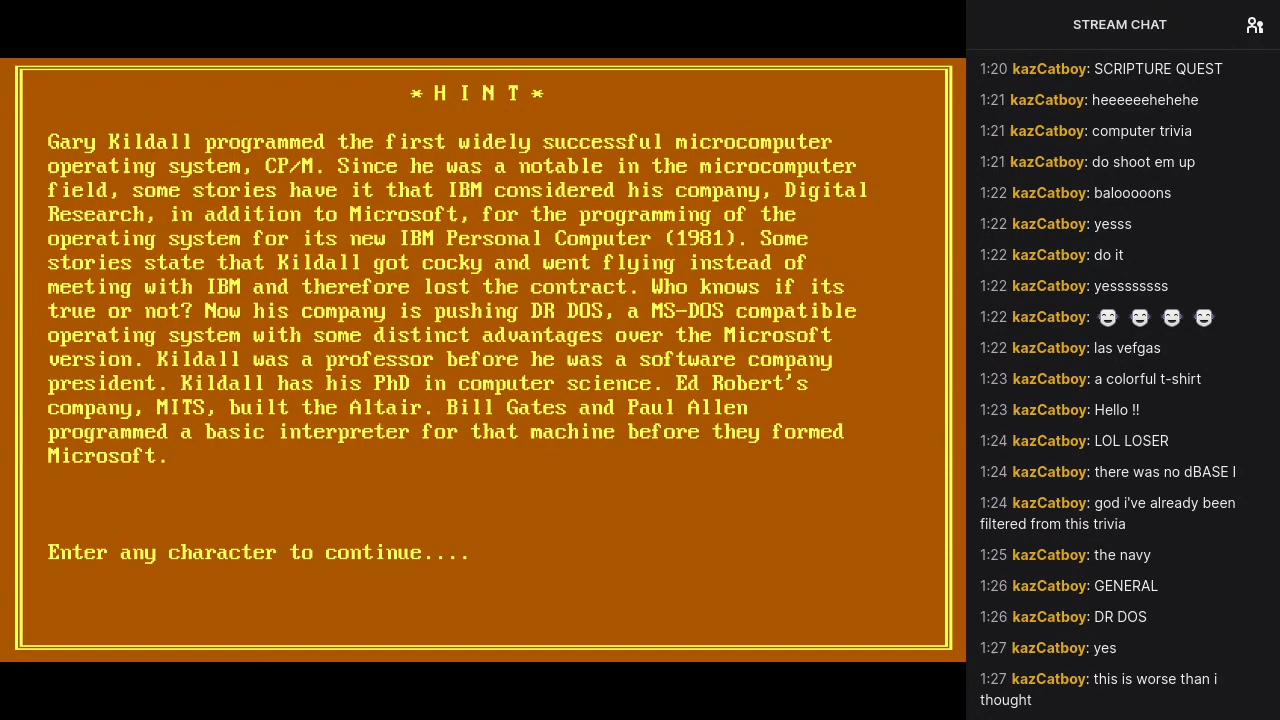 * H I N T *
Gary Kildall programmed the first widely successful microcomputer
operating system, CP/M. Since he was a notable in the microcomputer
field, some stories have it that IBM considered his company, Digital
Research, in addition to Microsoft, for the programming of the
operating system for its new IBM Personal Computer (1981). Some
stories state that Kildall got cocky and went flying instead of
meeting with IBM and therefore lost the contract. Who knows if its
true or not? Now his company is pushing DR DOS, a MS-DOS compatible
operating system with some distinct advantages over the Microsoft
version. Kildall was a professor before he was a software company
president. Kildall has his PhD in computer science. Ed Robert's
company, MITS, built the Altair. Bill Gates and Paul Allen
programmed a basic interpreter for that machine before they formed
Microsoft.
Enter any character to continue....
STREAM CHAT
1:20 kazCatboy: SCRIPTURE QUEST
1:21 kazCatboy: heeeeeehehehe
1:21 kazCatboy: computer trivia
1:21 kazCatboy: do shoot em up
1:22 kazCatboy: balooooons
1:22 kazCatboy: yesss
1:22 kazCatboy: do it
1:22 kazCatboy: yessssssss
1:22 kazCatboy:
1:22 kazCatboy: las vefgas
1:23 kazCatboy: a colorful t-shirt
1:23 kazCatboy: Hello !!
1:24 kazCatboy: LOL LOSER
1:24 kazCatboy: there was no dBASE I
1:24 kazCatboy: god i've already been
filtered from this trivia
1:25 kazCatboy: the navy
1:26 kazCatboy: GENERAL
1:26 kazCatboy: DR DOS
1:27 kazCatboy: yes
1:27 kazCatboy: this is worse than i
thought